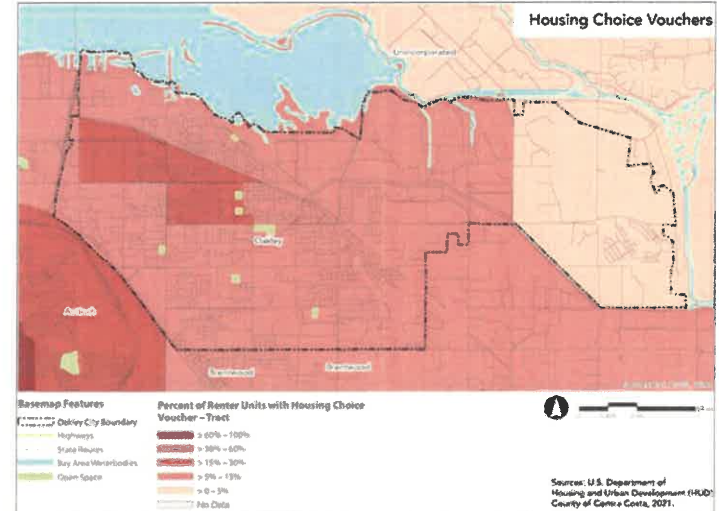 Housing Choice Vouchers
Unincorporated
Oakley
Antioch
Brentwood
Brentwood
Basemap Features
Oakley City Boundary
Highways
State Routes
Bay Area Waterbodies
Open Space
Percent of Renter Units with Housing Choice
Voucher - Tract
> 60% - 100%
> 30% - 60%
> 15% - 30%
> 5% - 15%
> 0 - 5%
No Data
Sources: U.S. Department of
Housing and Urban Development (HUD)
County of Contra Costa, 2021.